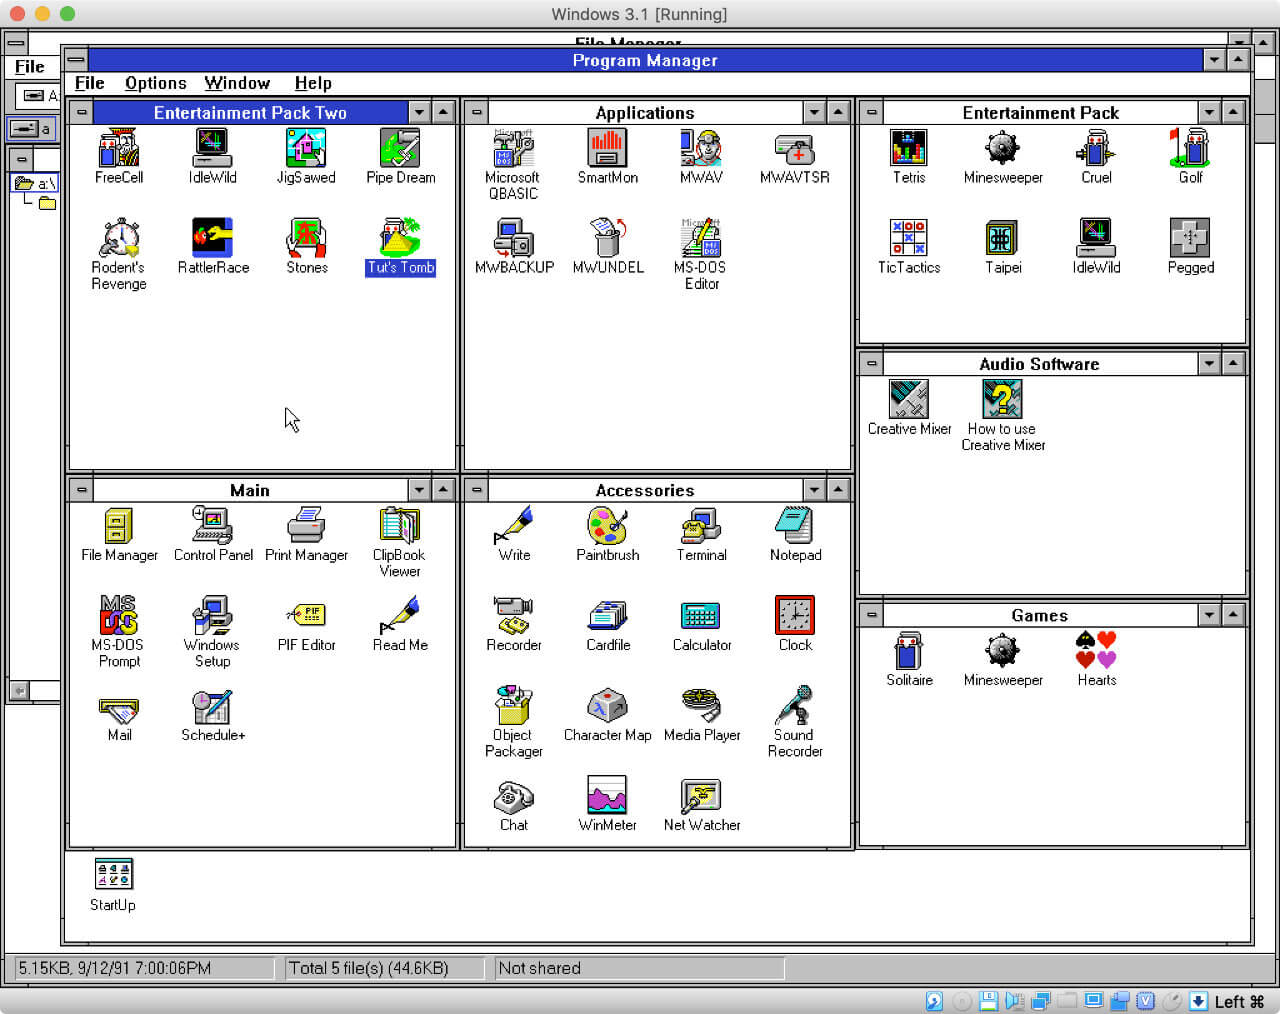 Windows 3.1 [Running]
File Manager
File
Program Manager
File Options Window Help
a
a:\
Entertainment Pack Two
FreeCell
IdleWild
JigSawed
Pipe Dream
Rodent's
Revenge
RattlerRace
Stones
Tut's Tomb
Applications
Microsoft
QBASIC
SmartMon
MWAV
MWAVTSR
MWBACKUP
MWUNDEL
MS-DOS
Editor
Entertainment Pack
Tetris
Minesweeper
Cruel
Golf
TicTactics
Taipei
IdleWild
Pegged
Audio Software
Creative Mixer
How to use
Creative Mixer
Main
File Manager
Control Panel
Print Manager
ClipBook
Viewer
MS-DOS
Prompt
Windows
Setup
PIF Editor
Read Me
Mail
Schedule+
Accessories
Write
Paintbrush
Terminal
Notepad
Recorder
Cardfile
Calculator
Clock
Object
Packager
Character Map
Media Player
Sound
Recorder
Chat
WinMeter
Net Watcher
Games
Solitaire
Minesweeper
Hearts
StartUp
5.15KB, 9/12/91 7:00:06PM
Total 5 file(s) (44.6KB)
Not shared
Left ⌘